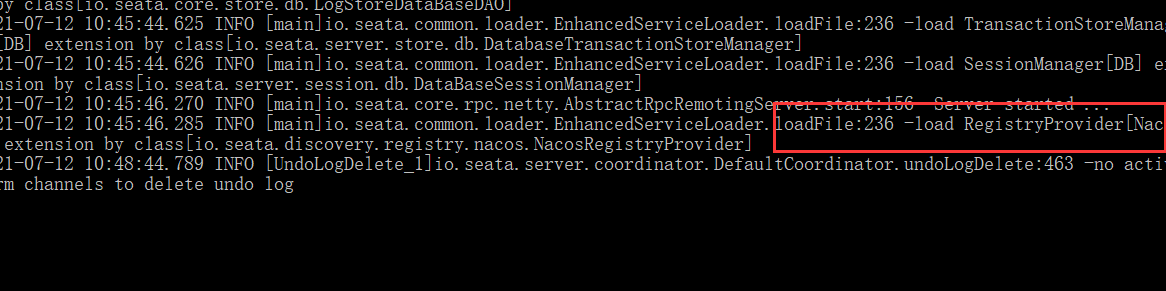 y class[io.seata.core.store.db.LogStoreDataBaseDAO]
21-07-12 10:45:44.625 INFO [main]io.seata.common.loader.EnhancedServiceLoader.loadFile:236 -load TransactionStoreMana
[DB] extension by class[io.seata.server.store.db.DatabaseTransactionStoreManager]
21-07-12 10:45:44.626 INFO [main]io.seata.common.loader.EnhancedServiceLoader.loadFile:236 -load SessionManager[DB] e
nsion by class[io.seata.server.session.db.DataBaseSessionManager]
21-07-12 10:45:46.270 INFO [main]io.seata.core.rpc.netty.AbstractRpcRemotingServer.start:156 -Server started ...
21-07-12 10:45:46.285 INFO [main]io.seata.common.loader.EnhancedServiceLoader.loadFile:236 -load RegistryProvider[Nac
extension by class[io.seata.discovery.registry.nacos.NacosRegistryProvider]
21-07-12 10:48:44.789 INFO [UndoLogDelete_1]io.seata.server.coordinator.DefaultCoordinator.undoLogDelete:463 -no acti
rm channels to delete undo log